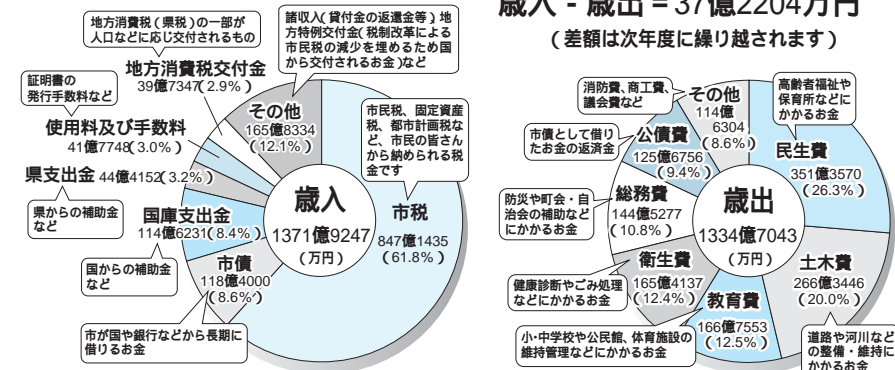 歳入 - 歳出 = 37億2204万円
(差額は次年度に繰り越されます)
地方消費税(県税)の一部が
人口などに応じ交付されるもの
諸収入(貸付金の返還金等)地
方特例交付金(税制改革による
市民税の減少を埋めるため国
から交付されるお金)など
地方消費税交付金
39億7347(2.9%)
証明書の
発行手数料など
使用料及び手数料
41億7748(3.0%)
県支出金 44億4152(3.2%)
県からの補助金
など
国庫支出金
114億6231(8.4%)
国からの補助金
など
市債
118億4000
(8.6%)
市が国や銀行などから長期に
借りるお金
その他
165億8334
(12.1%)
市民税、固定資産
税、都市計画税な
ど、市民の皆さん
から納められる税
金です
市税
847億1435
(61.8%)
歳入
1371億9247
(万円)
消防費、商工費、
議会費など
その他
114億
6304
(8.6%)
高齢者福祉や
保育所などに
かかるお金
民生費
351億3570
(26.3%)
市債として借り
たお金の返済金
公債費
125億6756
(9.4%)
防災や町会・自
治会の補助など
にかかるお金
総務費
144億5277
(10.8%)
歳出
1334億7043
(万円)
衛生費
165億4137
(12.4%)
健康診断やごみ処理
などにかかるお金
教育費
166億7553
(12.5%)
小・中学校や公民館、体育施設の
維持管理などにかかるお金
土木費
266億3446
(20.0%)
道路や河川など
の整備・維持に
かかるお金